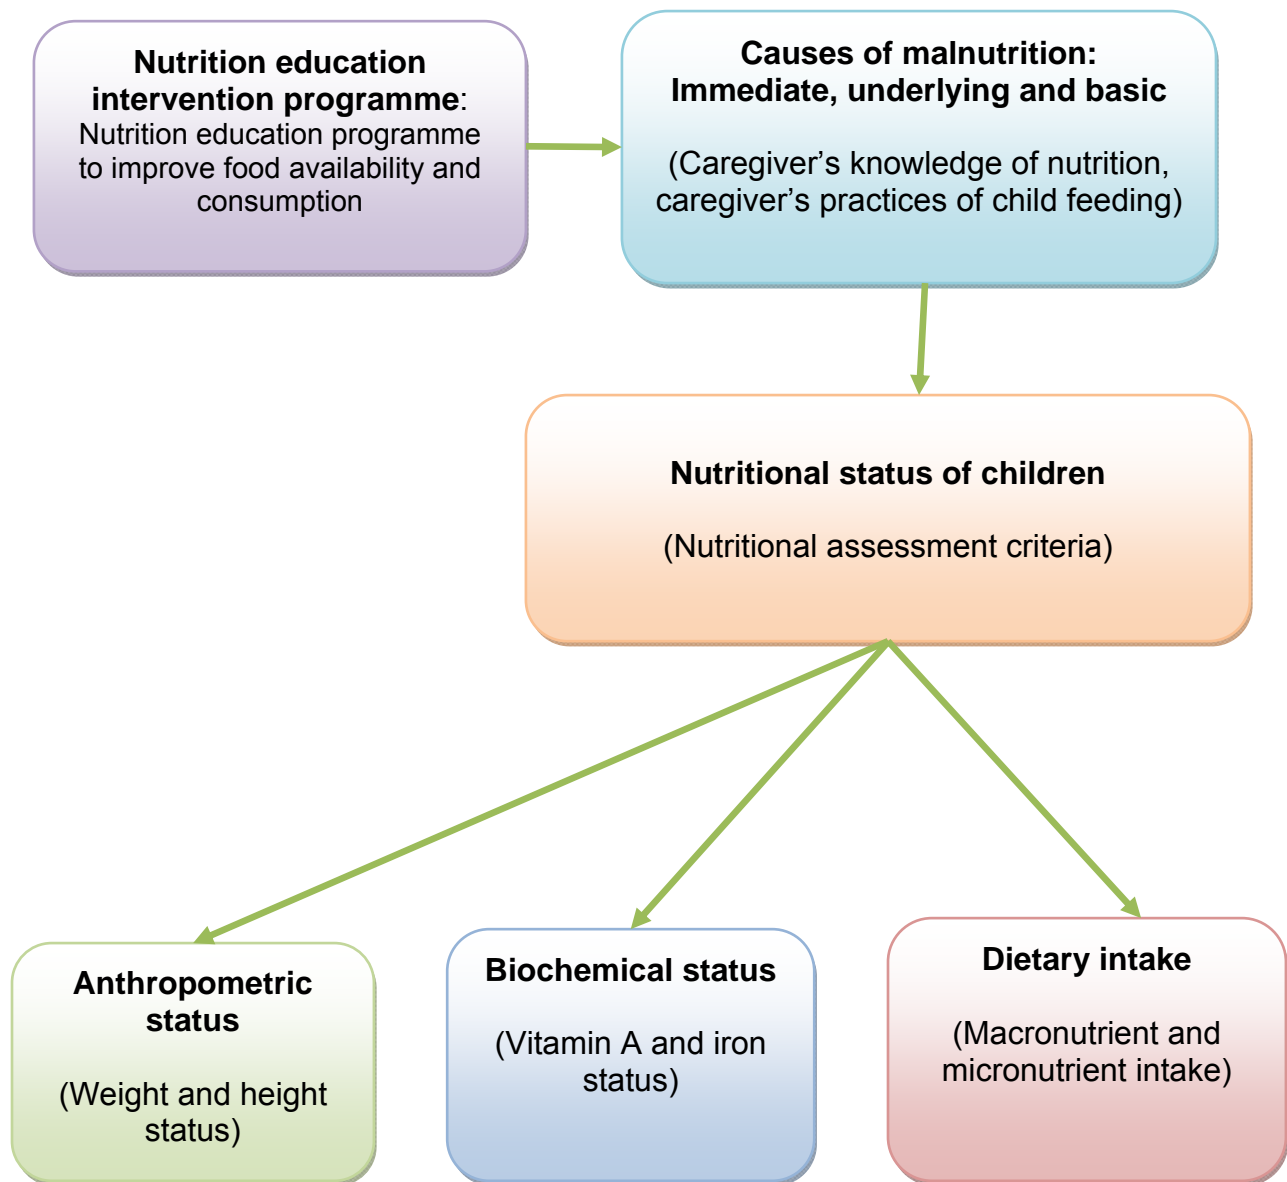 Nutrition education
intervention programme:
Nutrition education programme
to improve food availability and
consumption
Causes of malnutrition:
Immediate, underlying and basic
(Caregiver’s knowledge of nutrition,
caregiver’s practices of child feeding)
Nutritional status of children
(Nutritional assessment criteria)
Anthropometric
status
(Weight and height
status)
Biochemical status
(Vitamin A and iron
status)
Dietary intake
(Macronutrient and
micronutrient intake)